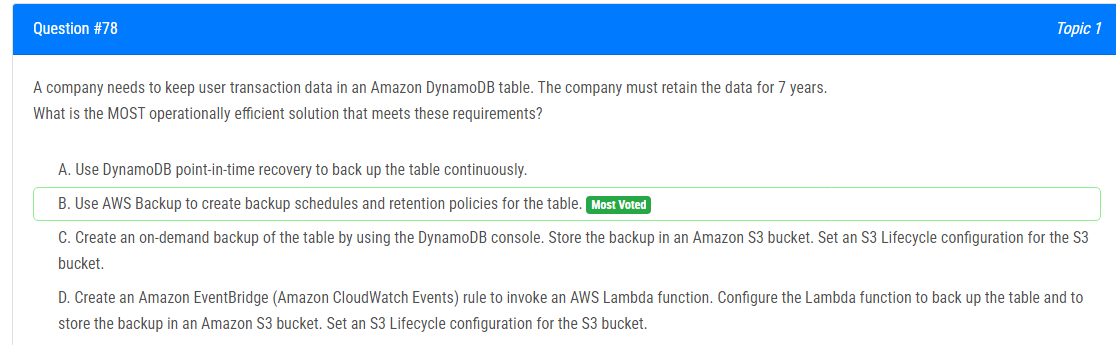 Question #78
Topic 1
A company needs to keep user transaction data in an Amazon DynamoDB table. The company must retain the data for 7 years.
What is the MOST operationally efficient solution that meets these requirements?
A. Use DynamoDB point-in-time recovery to back up the table continuously.
B. Use AWS Backup to create backup schedules and retention policies for the table. Most Voted
C. Create an on-demand backup of the table by using the DynamoDB console. Store the backup in an Amazon S3 bucket. Set an S3 Lifecycle configuration for the S3
bucket.
D. Create an Amazon EventBridge (Amazon CloudWatch Events) rule to invoke an AWS Lambda function. Configure the Lambda function to back up the table and to
store the backup in an Amazon S3 bucket. Set an S3 Lifecycle configuration for the S3 bucket.